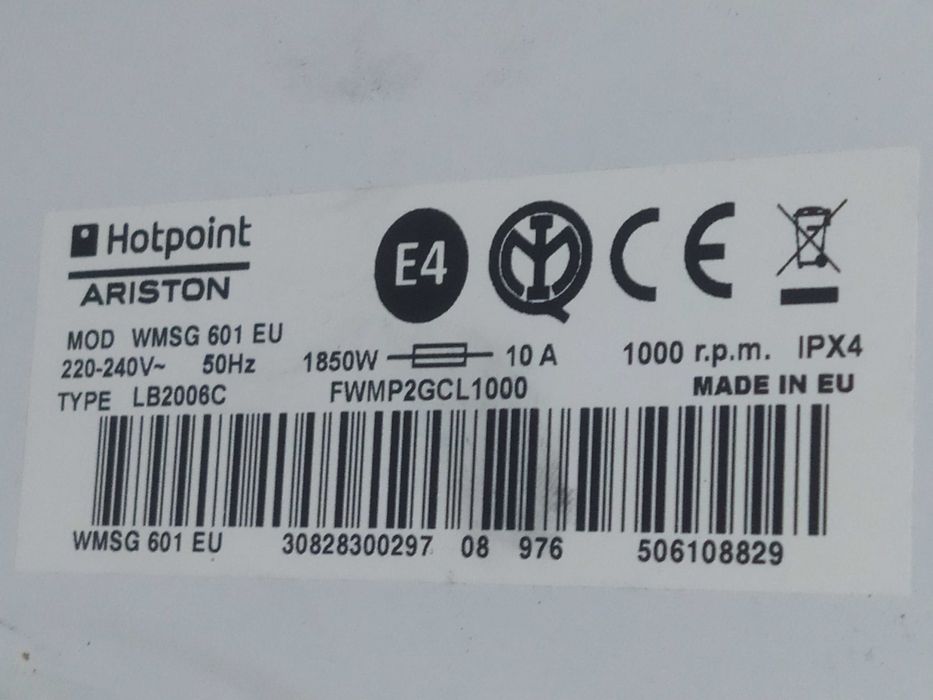 Hotpoint
ARISTON
E4
IMQ
CE
MOD WMSG 601 EU
220-240V~ 50Hz 1850W 10 A 1000 r.p.m. IPX4
TYPE LB2006C FWMP2GCL1000 MADE IN EU
WMSG 601 EU 30828300297 08 976 506108829